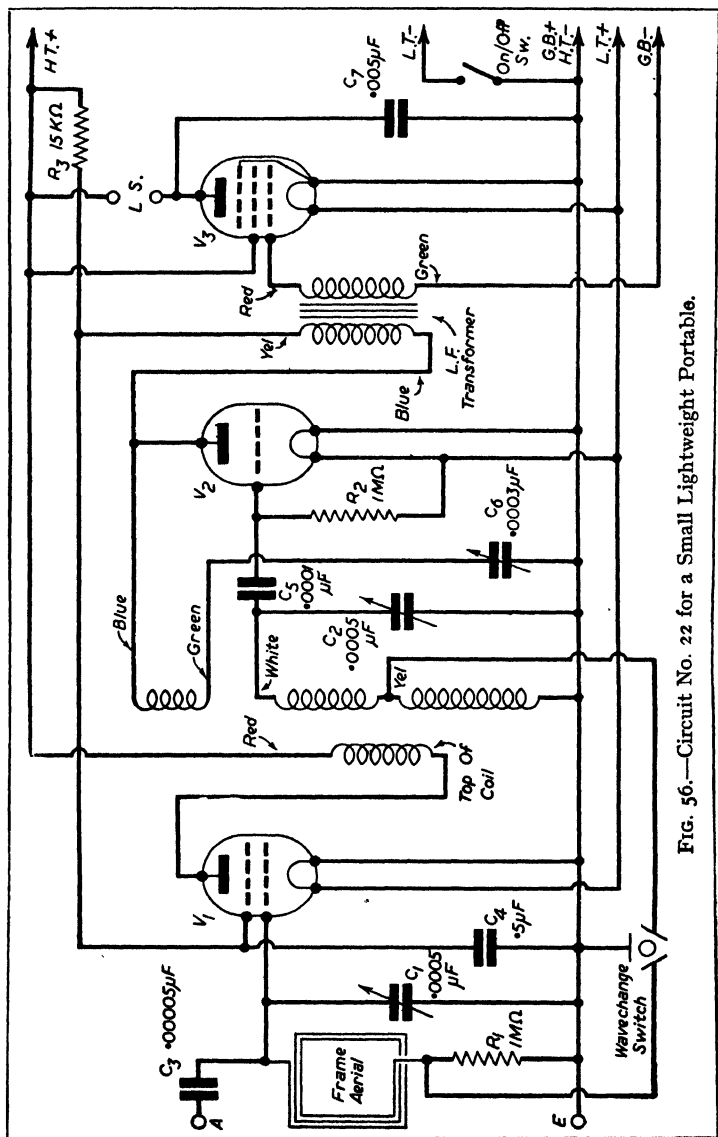 H.T.+
R₃ 15KΩ
L. S.
C₇
·005μF
L.T.-
On/Off
Sw.
G.B.+
H.T.-
L.T.+
G.B.-
V₃
Red
Green
Yel
Blue
L.F.
Transformer
V₂
R₂
1MΩ
C₆
·0003μF
C₅
·0001
μF
C₂
·0005
μF
Blue
Green
White
Yel
Red
Top Of
Coil
V₁
C₄
·5μF
C₁
·0005
μF
C₃ ·00005μF
A
Frame
Aerial
R₁
1MΩ
Wavechange
Switch
E
FIG. 56.—Circuit No. 22 for a Small Lightweight Portable.